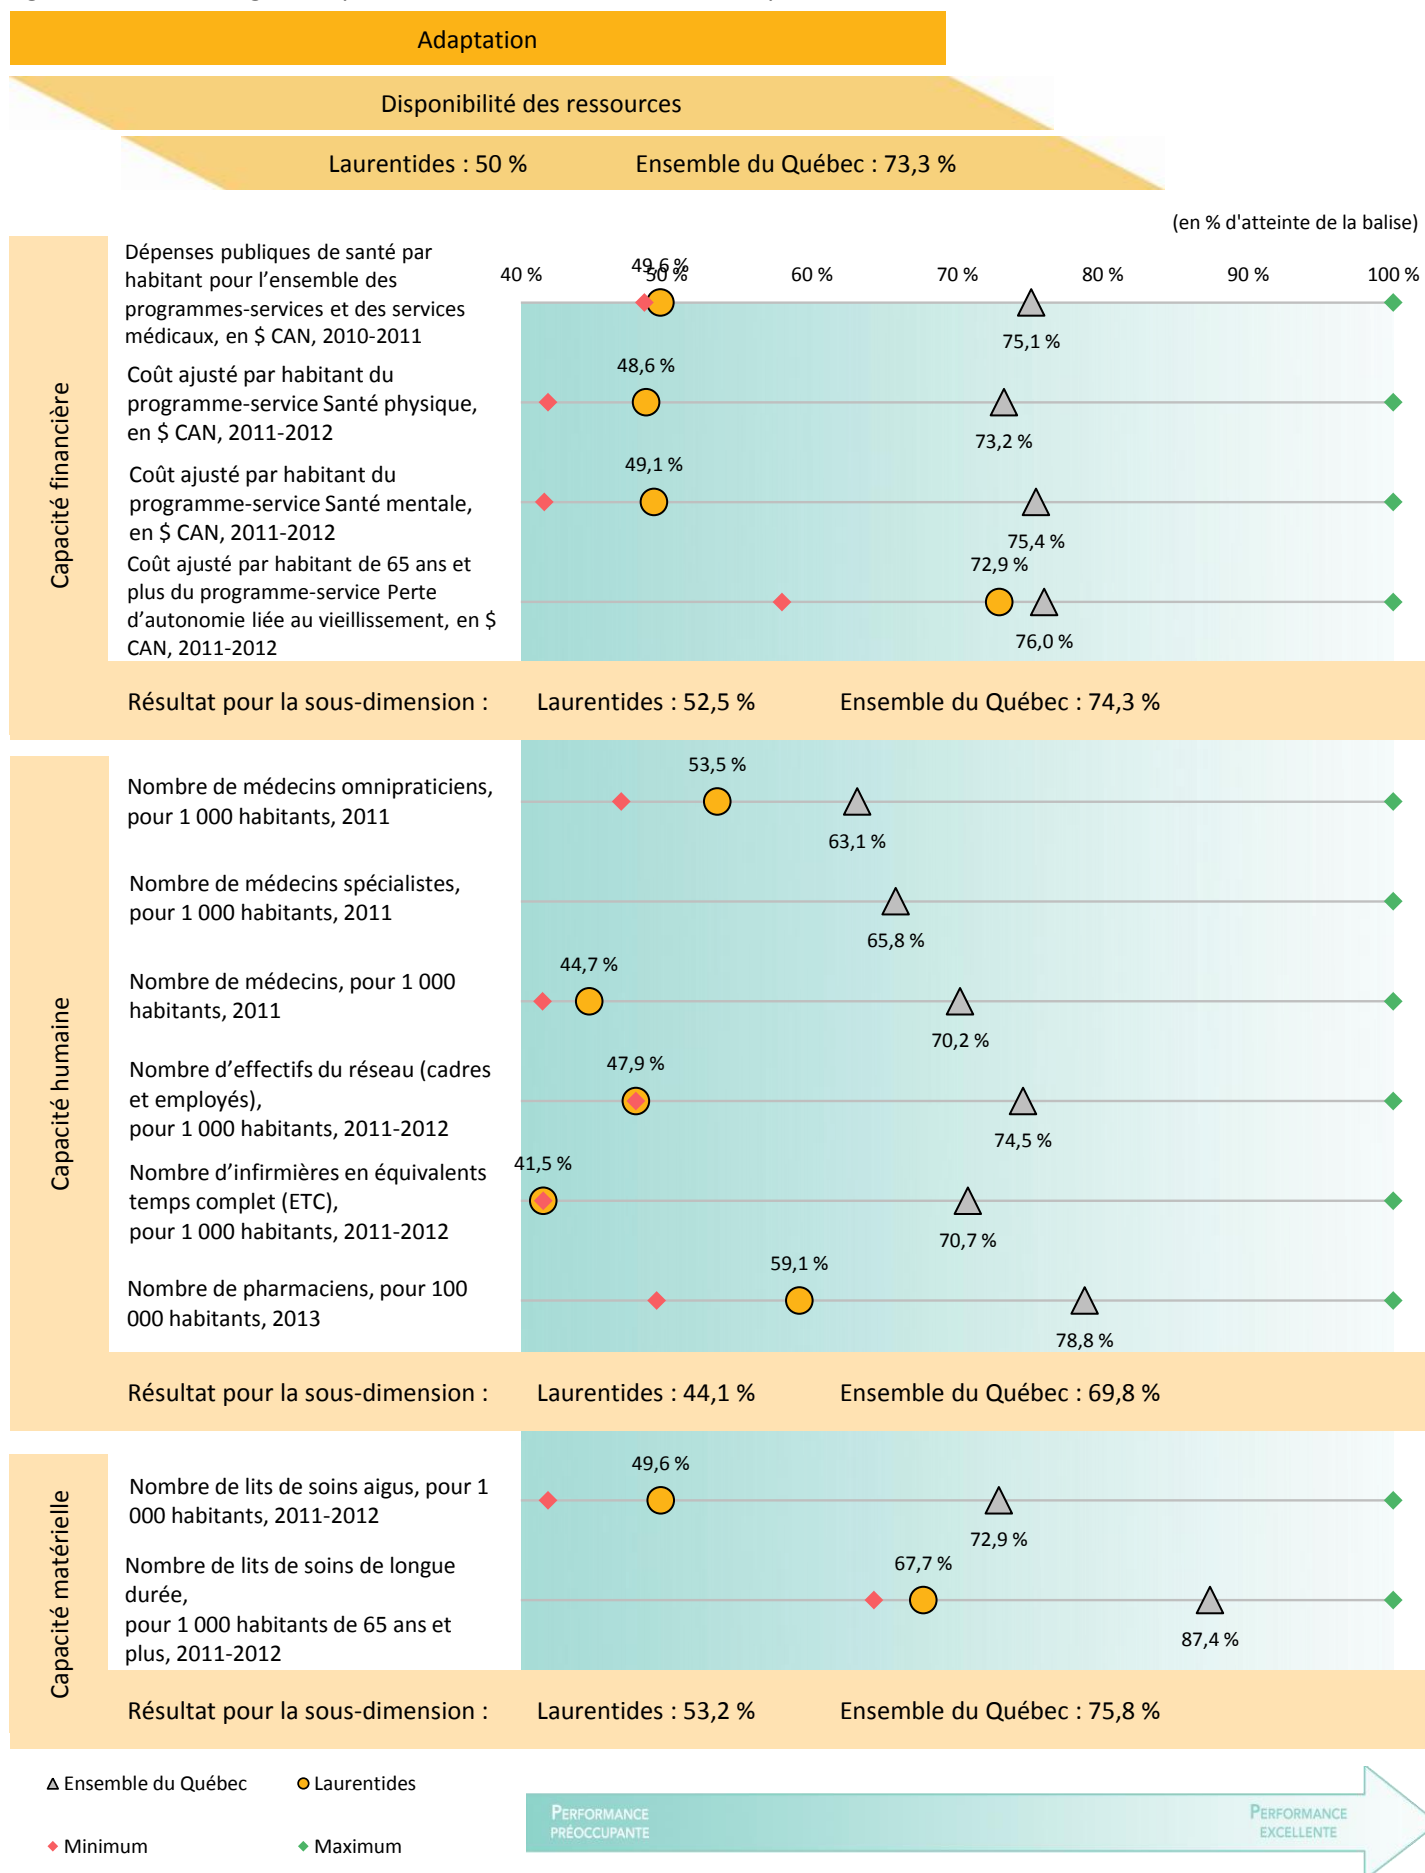 Adaptation
Disponibilité des ressources
Laurentides : 50 % Ensemble du Québec : 73,3 %
(en % d'atteinte de la balise)
40 % 50 % 60 % 70 % 80 % 90 % 100 %
Capacité financière
Dépenses publiques de santé par
habitant pour l'ensemble des
programmes-services et des services
médicaux, en $ CAN, 2010-2011
49,6 %
75,1 %
Coût ajusté par habitant du
programme-service Santé physique,
en $ CAN, 2011-2012
48,6 %
73,2 %
Coût ajusté par habitant du
programme-service Santé mentale,
en $ CAN, 2011-2012
49,1 %
75,4 %
Coût ajusté par habitant de 65 ans et
plus du programme-service Perte
d'autonomie liée au vieillissement, en $
CAN, 2011-2012
72,9 %
76,0 %
Résultat pour la sous-dimension : Laurentides : 52,5 % Ensemble du Québec : 74,3 %
Capacité humaine
Nombre de médecins omnipraticiens,
pour 1 000 habitants, 2011
53,5 %
63,1 %
Nombre de médecins spécialistes,
pour 1 000 habitants, 2011
65,8 %
Nombre de médecins, pour 1 000
habitants, 2011
44,7 %
70,2 %
Nombre d'effectifs du réseau (cadres
et employés),
pour 1 000 habitants, 2011-2012
47,9 %
74,5 %
Nombre d'infirmières en équivalents
temps complet (ETC),
pour 1 000 habitants, 2011-2012
41,5 %
70,7 %
Nombre de pharmaciens, pour 100
000 habitants, 2013
59,1 %
78,8 %
Résultat pour la sous-dimension : Laurentides : 44,1 % Ensemble du Québec : 69,8 %
Capacité matérielle
Nombre de lits de soins aigus, pour 1
000 habitants, 2011-2012
49,6 %
72,9 %
Nombre de lits de soins de longue
durée,
pour 1 000 habitants de 65 ans et
plus, 2011-2012
67,7 %
87,4 %
Résultat pour la sous-dimension : Laurentides : 53,2 % Ensemble du Québec : 75,8 %
Ensemble du Québec Laurentides
Minimum Maximum
PERFORMANCE
PRÉOCCUPANTE
PERFORMANCE
EXCELLENTE